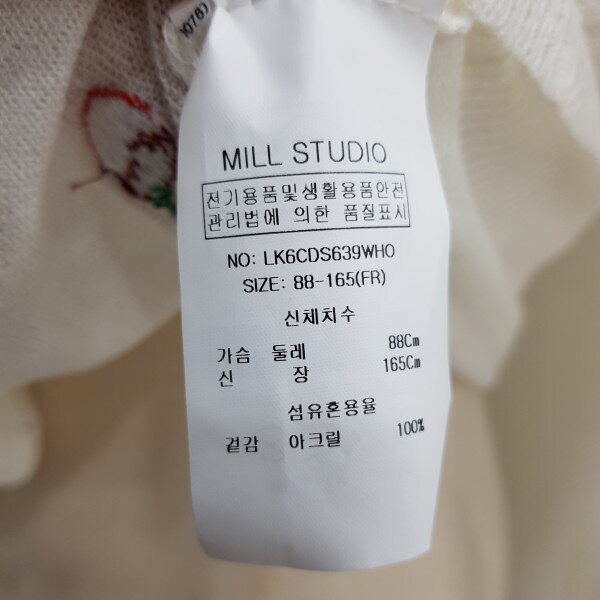 MILL STUDIO
전기용품및생활용품안전
관리법에 의한 품질표시
NO: LK6CDS639WHO
SIZE: 88-165(FR)
신체치수
가슴 둘레 88Cm
신 장 165Cm
섬유혼용율
겉감 아크릴 100%